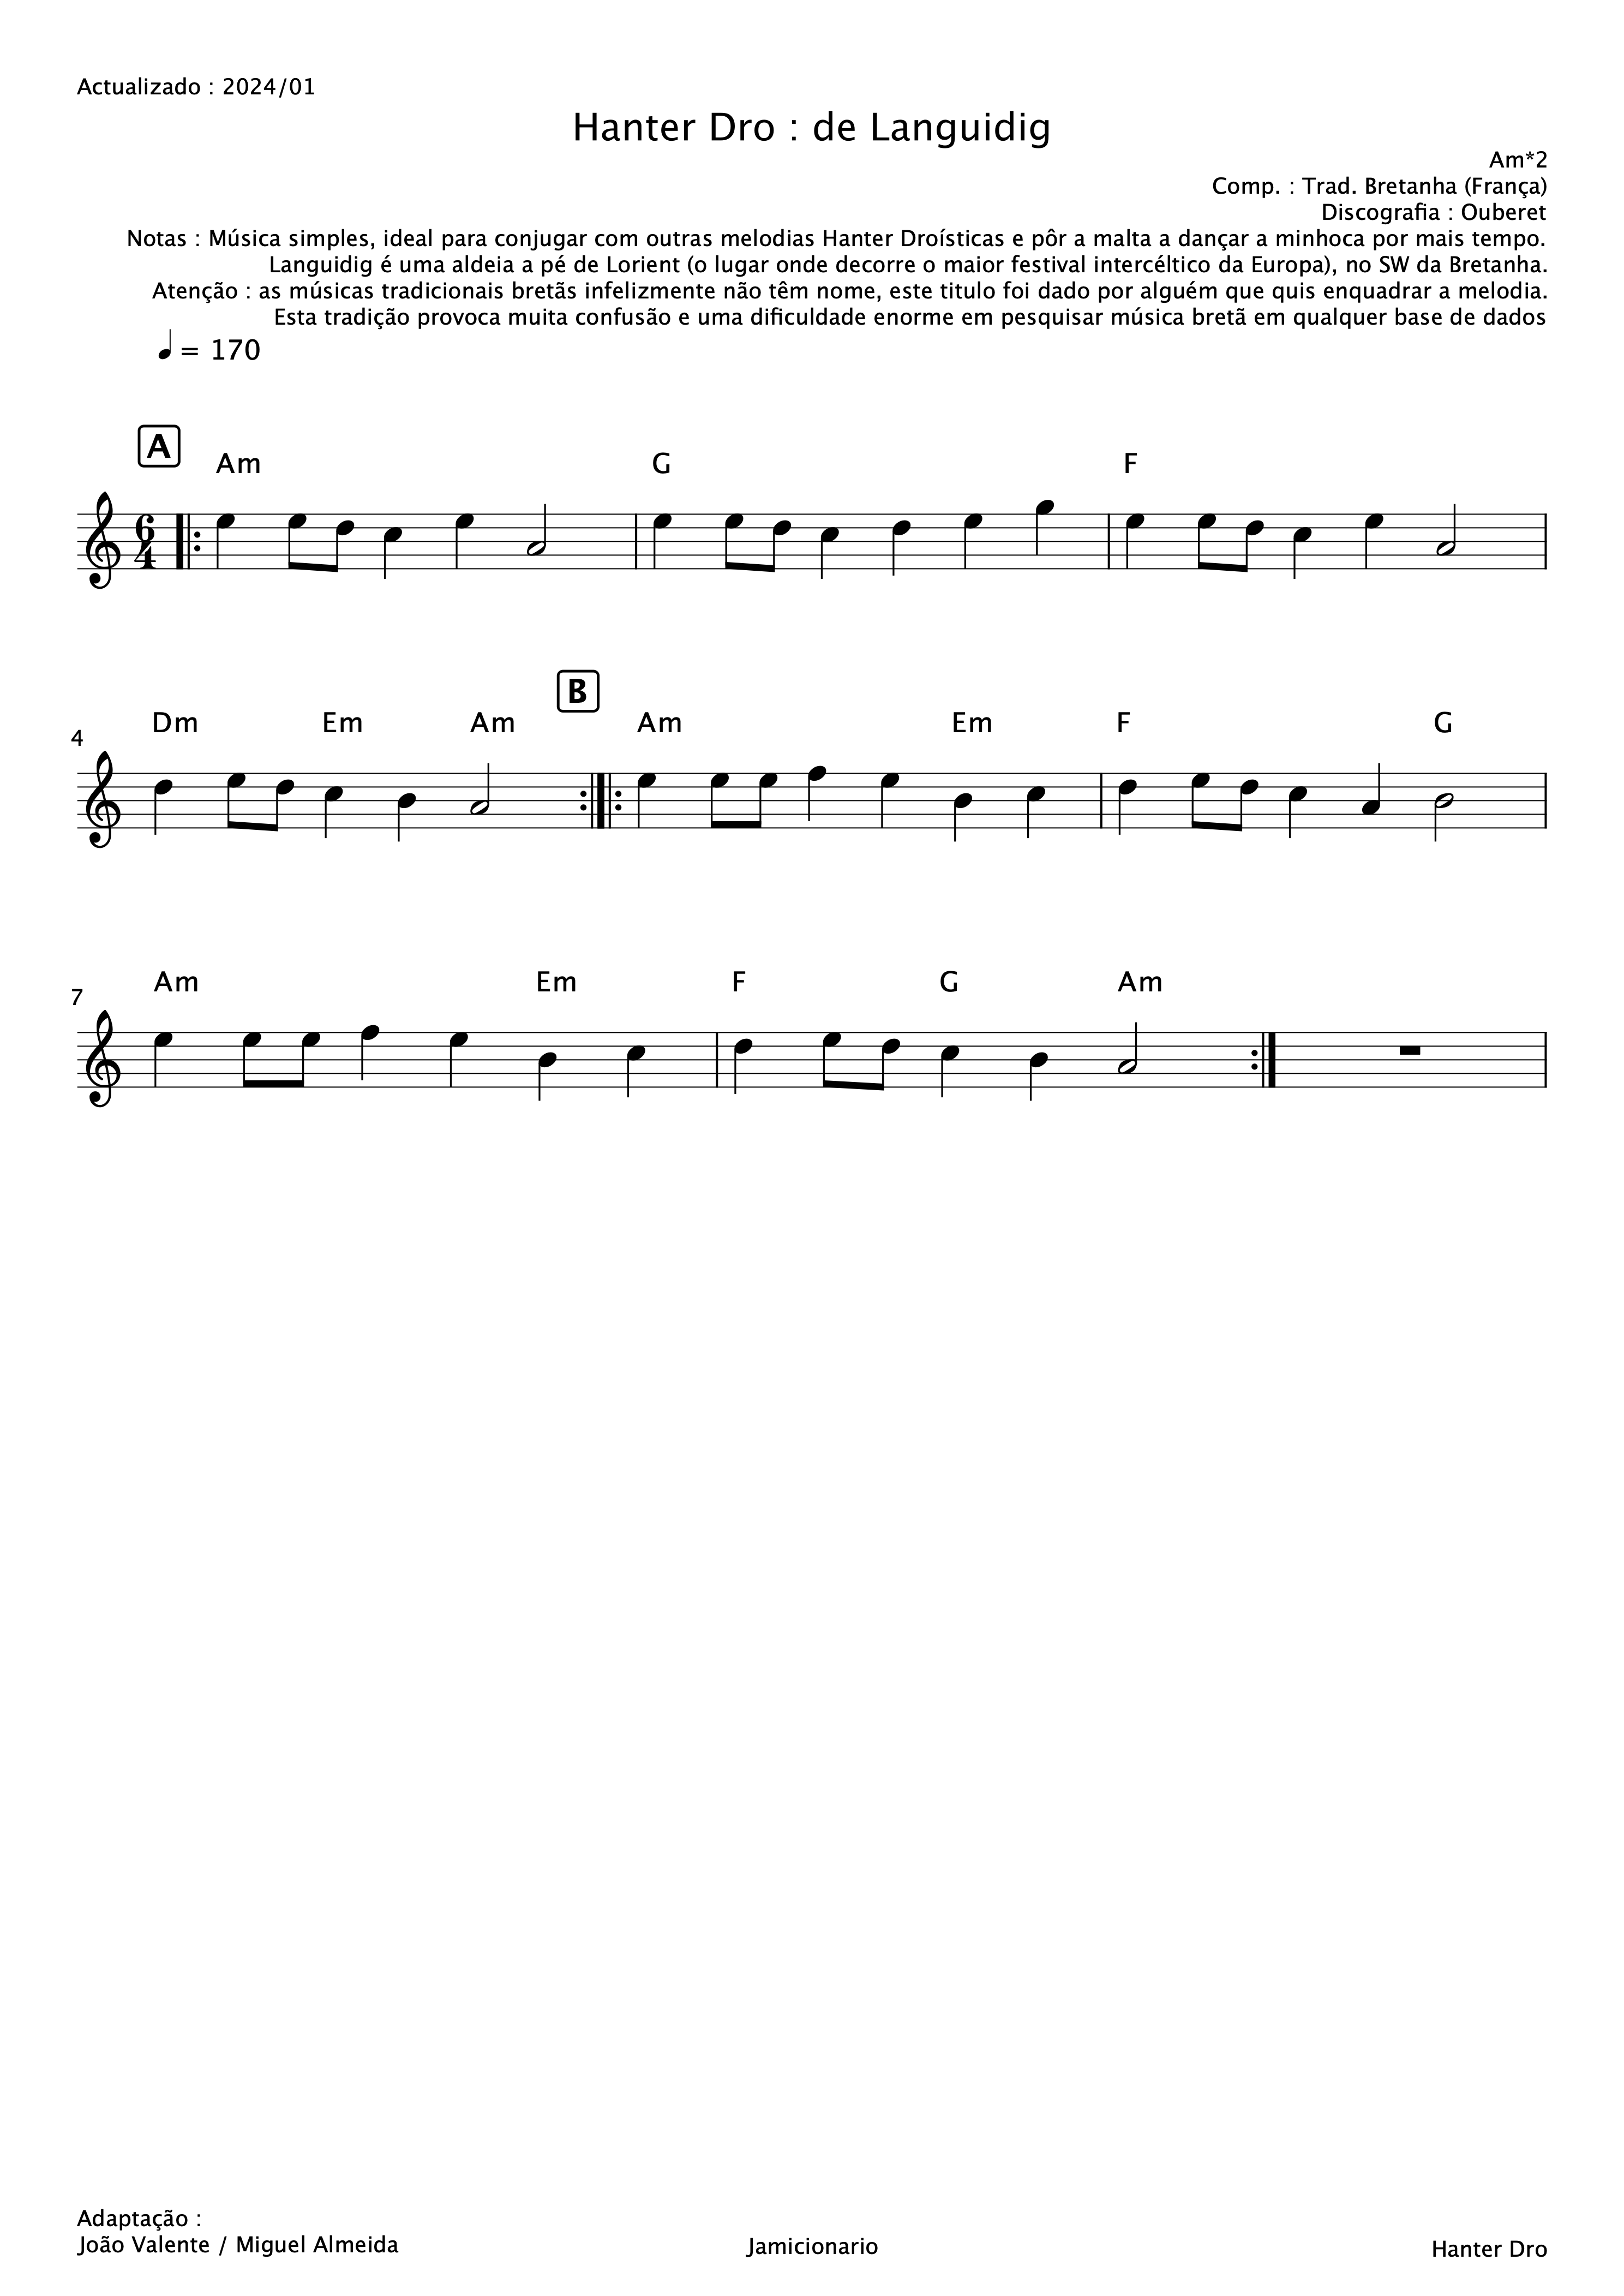 Actualizado : 2024/01
Hanter Dro : de Languidig
Am*2
Comp. : Trad. Bretanha (França)
Discografia : Ouberet
Notas : Música simples, ideal para conjugar com outras melodias Hanter Droísticas e pôr a malta a dançar a minhoca por mais tempo.
Languidig é uma aldeia a pé de Lorient (o lugar onde decorre o maior festival intercéltico da Europa), no SW da Bretanha.
Atenção : as músicas tradicionais bretãs infelizmente não têm nome, este titulo foi dado por alguém que quis enquadrar a melodia.
Esta tradição provoca muita confusão e uma dificuldade enorme em pesquisar música bretã em qualquer base de dados
= 170
A
Am G F
6
4
B
4 Dm Em Am Am Em F G
7 Am Em F G Am
Adaptação :
João Valente / Miguel Almeida
Jamicionario
Hanter Dro